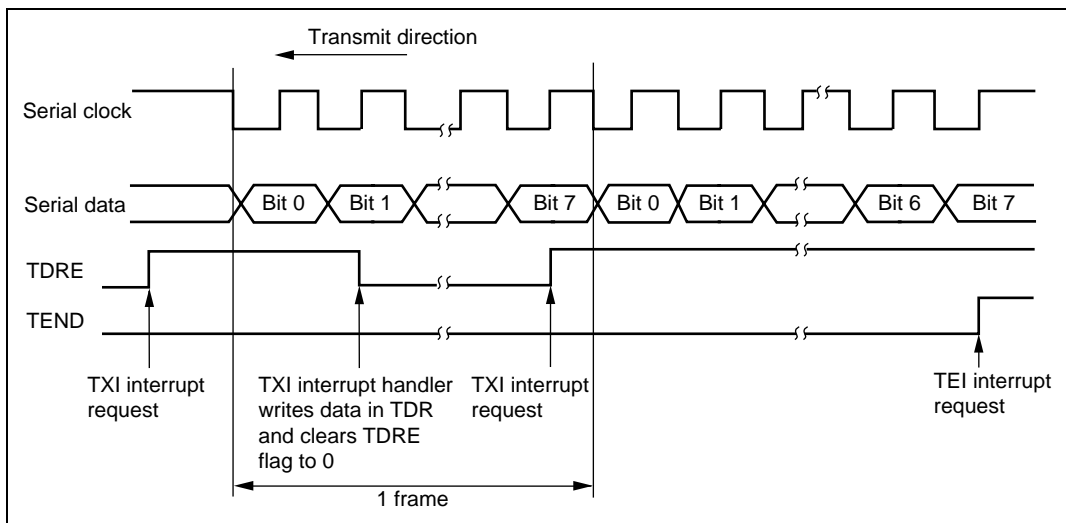 Transmit direction
Serial clock
Serial data
Bit 0
Bit 1
Bit 7
Bit 0
Bit 1
Bit 6
Bit 7
TDRE
TEND
TXI interrupt
request
TXI interrupt handler
writes data in TDR
and clears TDRE
flag to 0
TXI interrupt
request
TEI interrupt
request
1 frame